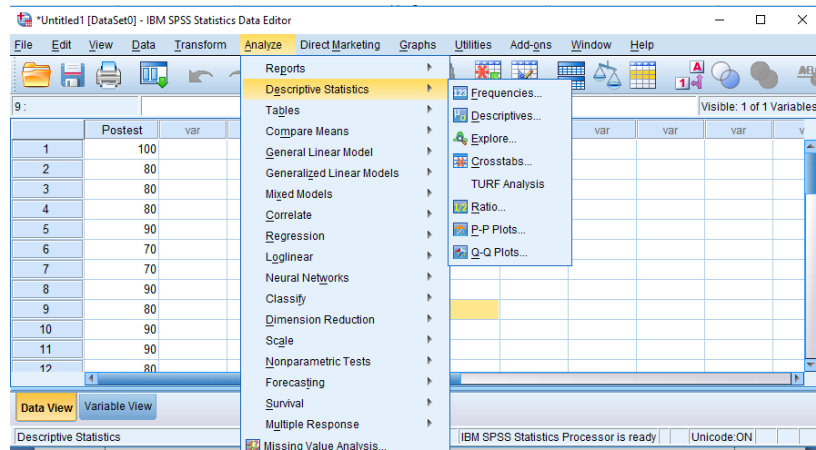 *Untitled1 [DataSet0] - IBM SPSS Statistics Data Editor
File Edit View Data Transform Analyze Direct Marketing Graphs Utilities Add-ons Window Help
9 :
Visible: 1 of 1 Variables
Postest var var var var v
1 100
2 80
3 80
4 80
5 90
6 70
7 70
8 90
9 80
10 90
11 90
12 80
Reports
Descriptive Statistics
Tables
Compare Means
General Linear Model
Generalized Linear Models
Mixed Models
Correlate
Regression
Loglinear
Neural Networks
Classify
Dimension Reduction
Scale
Nonparametric Tests
Forecasting
Survival
Multiple Response
Missing Value Analysis...
Frequencies...
Descriptives...
Explore...
Crosstabs...
TURF Analysis
Ratio...
P-P Plots...
Q-Q Plots...
Data View Variable View
Descriptive Statistics IBM SPSS Statistics Processor is ready Unicode:ON